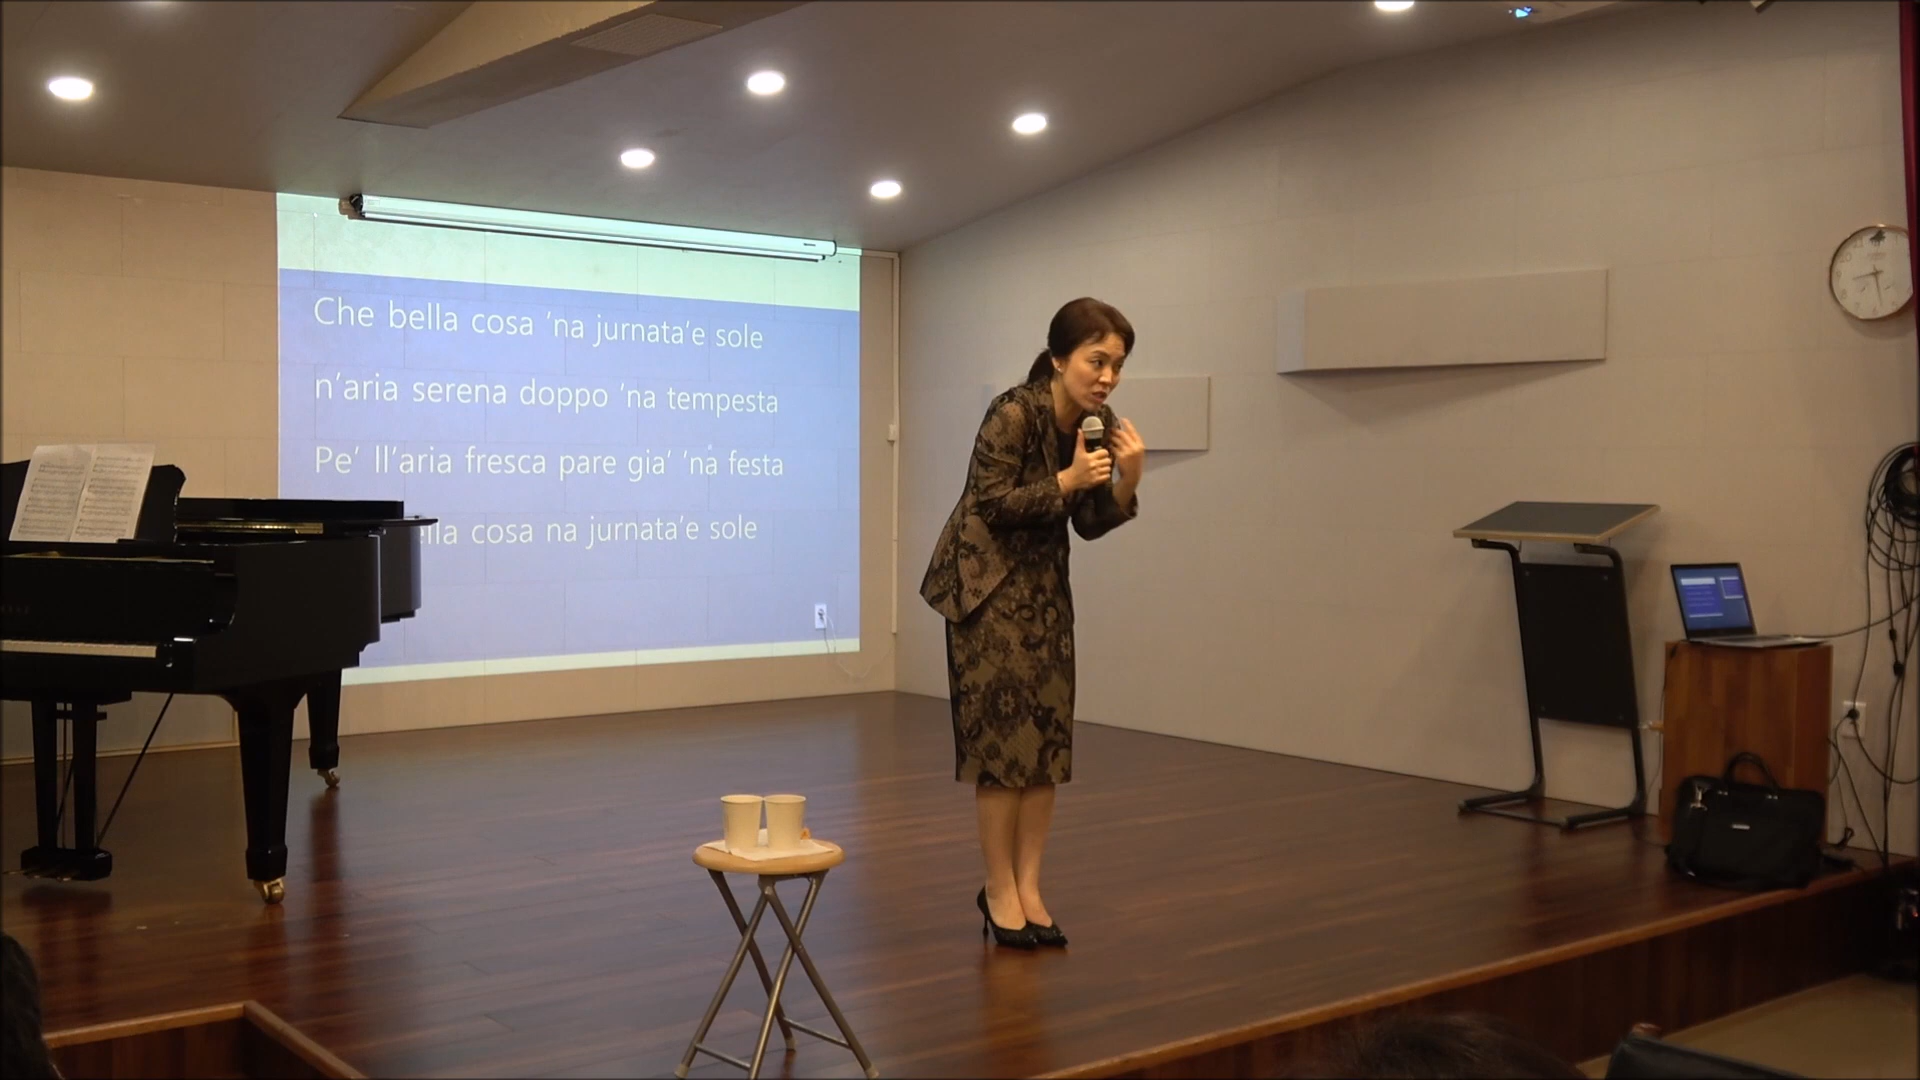 Che bella cosa ’na jurnata’e sole
n’aria serena doppo ’na tempesta
Pe’ ll’aria fresca pare gia’ ’na festa
cosa na jurnata’e sole